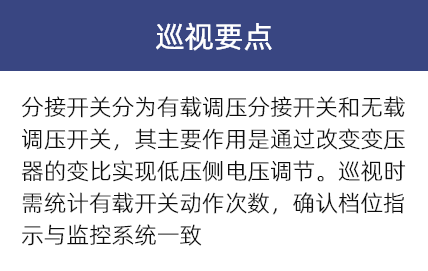 巡视要点
分接开关分为有载调压分接开关和无载
调压开关，其主要作用是通过改变变压
器的变比实现低压侧电压调节。巡视时
需统计有载开关动作次数，确认档位指
示与监控系统一致